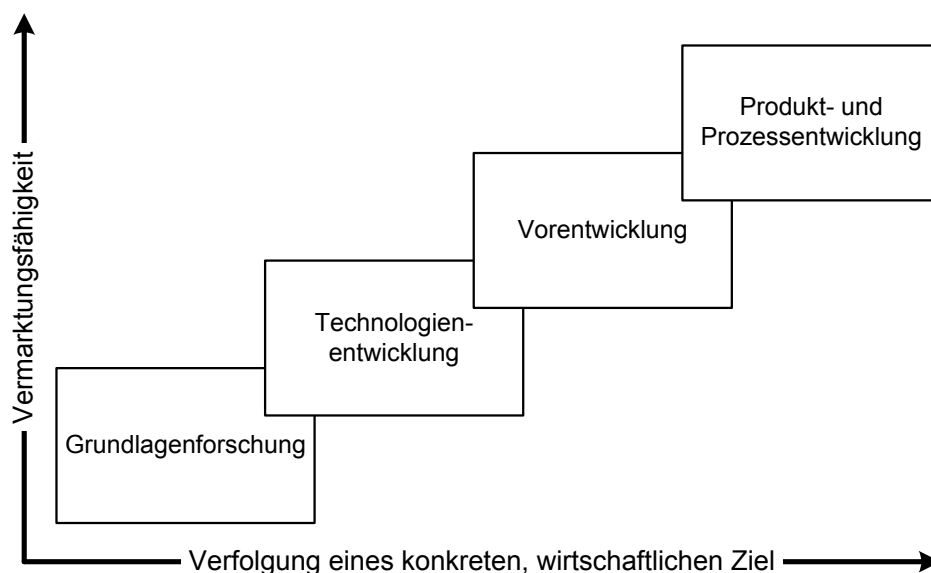 Vermarktungsfähigkeit
Produkt- und
Prozessentwicklung
Vorentwicklung
Technologien-
entwicklung
Grundlagenforschung
Verfolgung eines konkreten, wirtschaftlichen Ziel